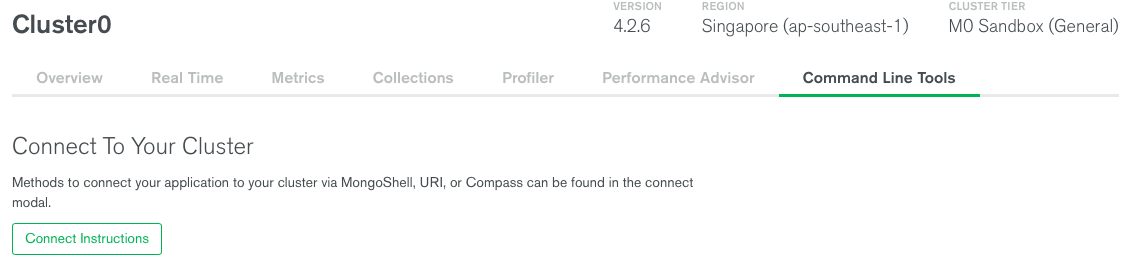 Cluster0
VERSION
4.2.6
REGION
Singapore (ap-southeast-1)
CLUSTER TIER
M0 Sandbox (General)
Overview
Real Time
Metrics
Collections
Profiler
Performance Advisor
Command Line Tools
Connect To Your Cluster
Methods to connect your application to your cluster via MongoShell, URI, or Compass can be found in the connect
modal.
Connect Instructions